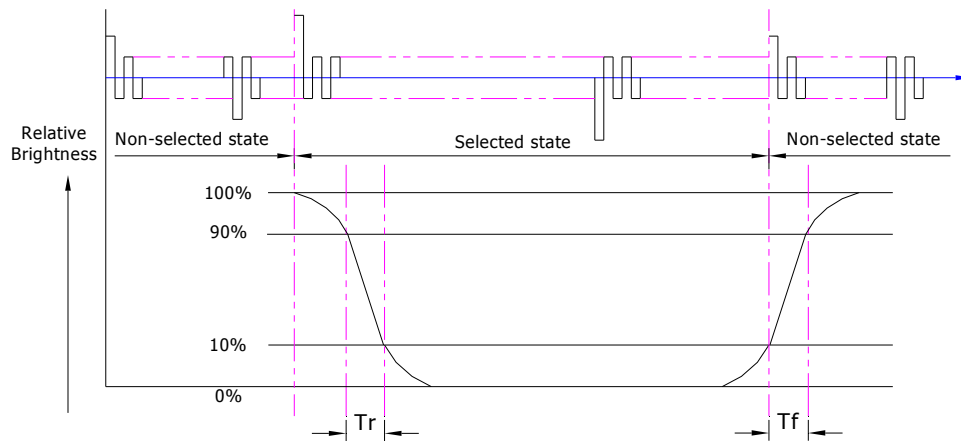 Relative
Brightness
Non-selected state
Selected state
Non-selected state
100%
90%
10%
0%
Tr
Tf